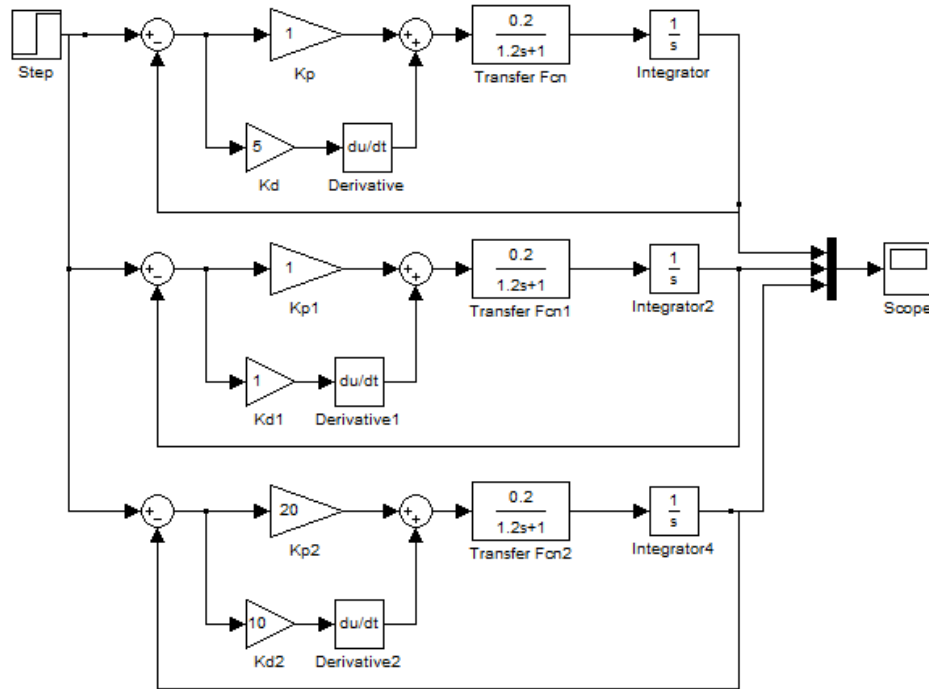 +
−
1
+
+
0.2
1.2s+1
1
s
Step
Kp
Transfer Fcn
Integrator
5
du/dt
Kd
Derivative
+
−
1
+
+
0.2
1.2s+1
1
s
Kp1
Transfer Fcn1
Integrator2
Scope
1
du/dt
Kd1
Derivative1
+
−
20
+
+
0.2
1.2s+1
1
s
Kp2
Transfer Fcn2
Integrator4
10
du/dt
Kd2
Derivative2